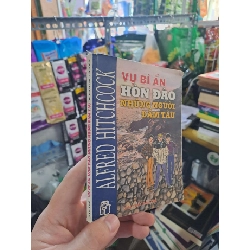 VỤ BÍ ẨN
HÒN ĐẢO
NHỮNG NGƯỜI
ĐẮM TÀU
ALFRED HITCHCOCK